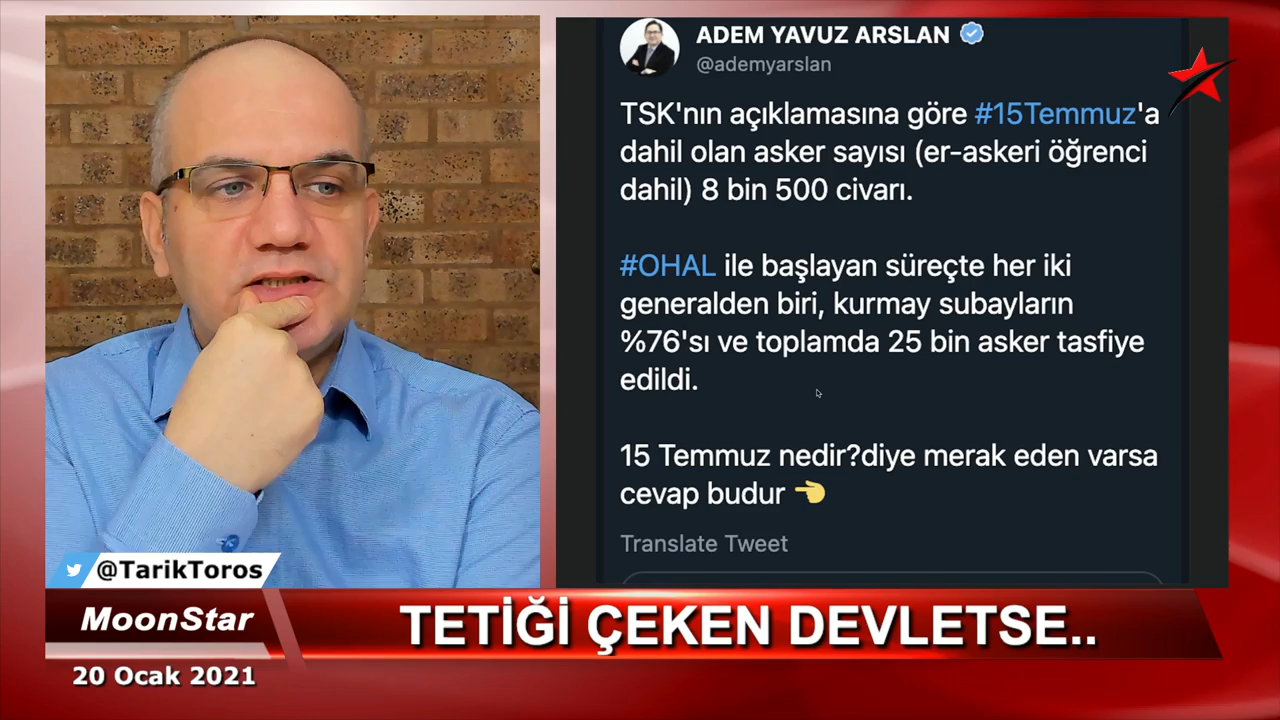 ADEM YAVUZ ARSLAN
@ademyarslan
TSK'nın açıklamasına göre #15Temmuz'a
dahil olan asker sayısı (er-askeri öğrenci
dahil) 8 bin 500 civarı.
#OHAL ile başlayan süreçte her iki
generalden biri, kurmay subayların
%76'sı ve toplamda 25 bin asker tasfiye
edildi.
15 Temmuz nedir?diye merak eden varsa
cevap budur 👈
Translate Tweet
@TarikToros
MoonStar
TETİĞİ ÇEKEN DEVLETSE..
20 Ocak 2021